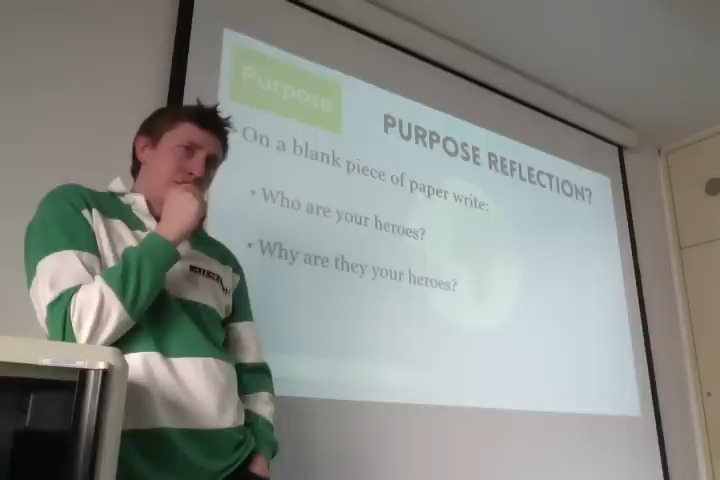 Purpose
PURPOSE REFLECTION?
On a blank piece of paper write:
• Who are your heroes?
• Why are they your heroes?